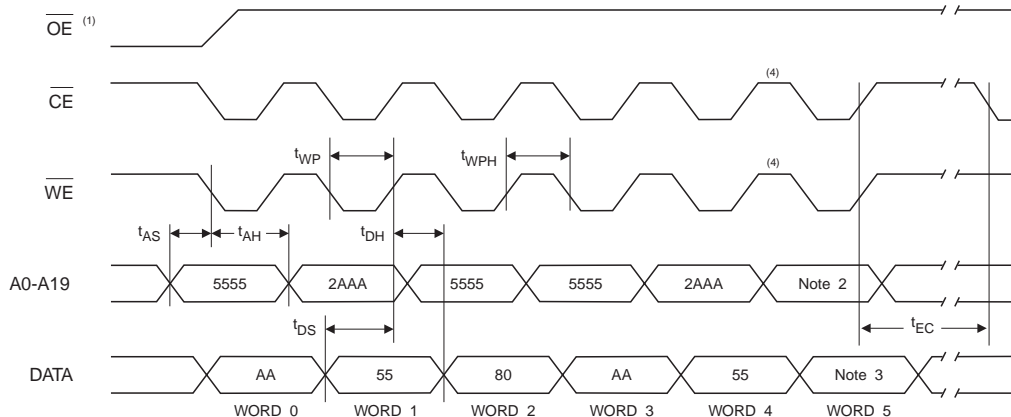 OE (1)
CE
(4)
tWP
tWPH
WE
(4)
tAS
tAH
tDH
A0-A19
5555
2AAA
5555
5555
2AAA
Note 2
tDS
tEC
DATA
AA
55
80
AA
55
Note 3
WORD 0
WORD 1
WORD 2
WORD 3
WORD 4
WORD 5